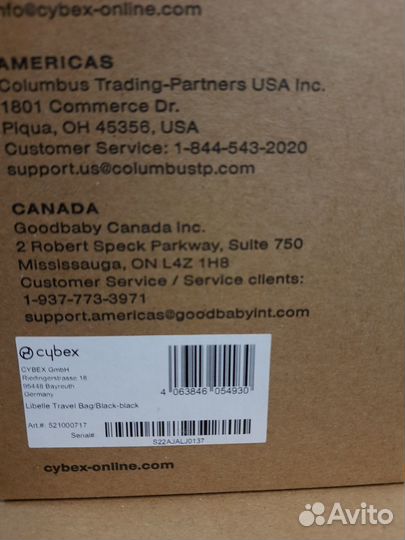 nfo@cybex-online.com
AMERICAS
Columbus Trading-Partners USA Inc.
1801 Commerce Dr.
Piqua, OH 45356, USA
Customer Service: 1-844-543-2020
support.us@columbustp.com
CANADA
Goodbaby Canada Inc.
2 Robert Speck Parkway, Suite 750
Mississauga, ON L4Z 1H8
Customer Service / Service clients:
1-937-773-3971
support.americas@goodbabyint.com
cybex
CYBEX GmbH
Riedingerstrasse 18
95448 Bayreuth
Germany
4 063846 054930
Libelle Travel Bag/Black-black
Art.#: 521000717
Serial#
S22AJALJ0137
cybex-online.com
Avito